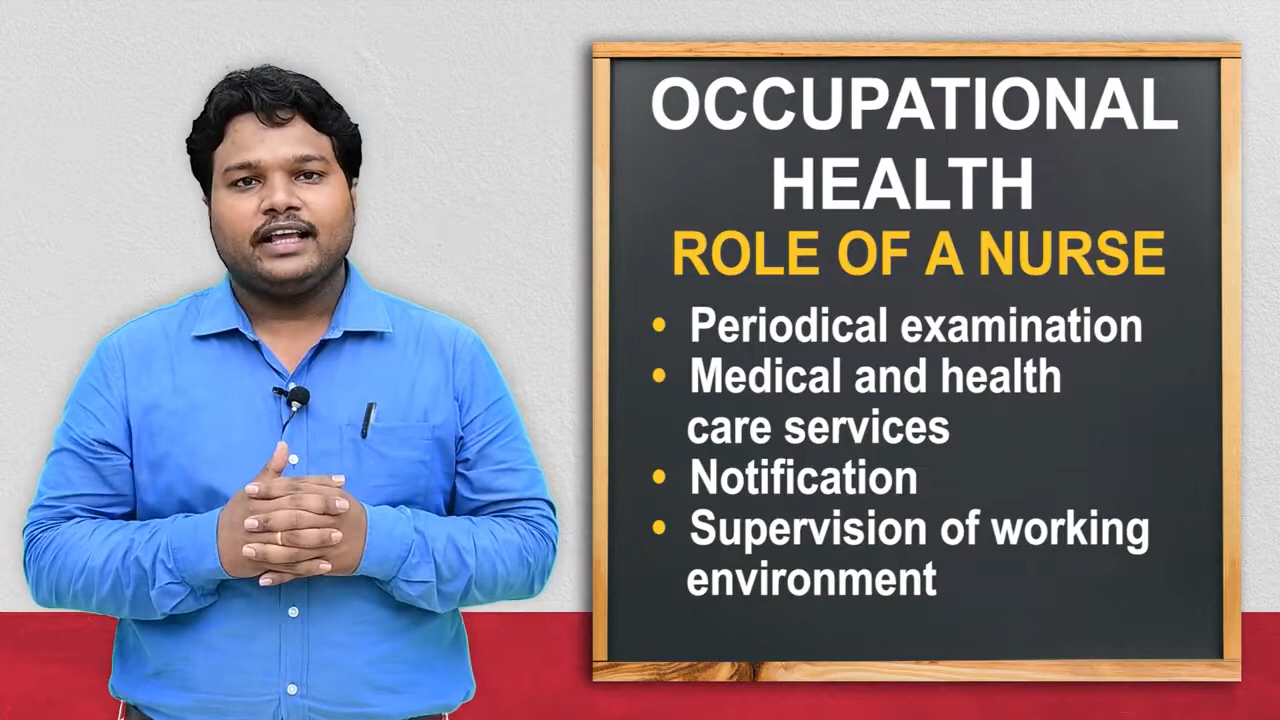 OCCUPATIONAL
HEALTH
ROLE OF A NURSE
• Periodical examination
• Medical and health
care services
• Notification
• Supervision of working
environment